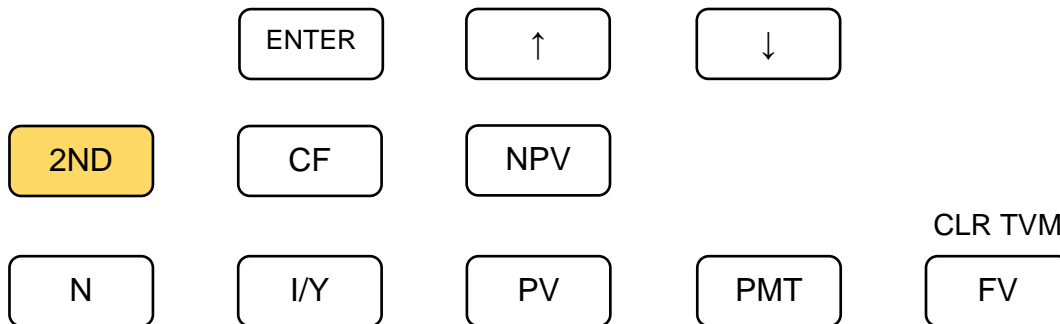 ENTER ↑ ↓
2ND CF NPV
CLR TVM
N I/Y PV PMT FV